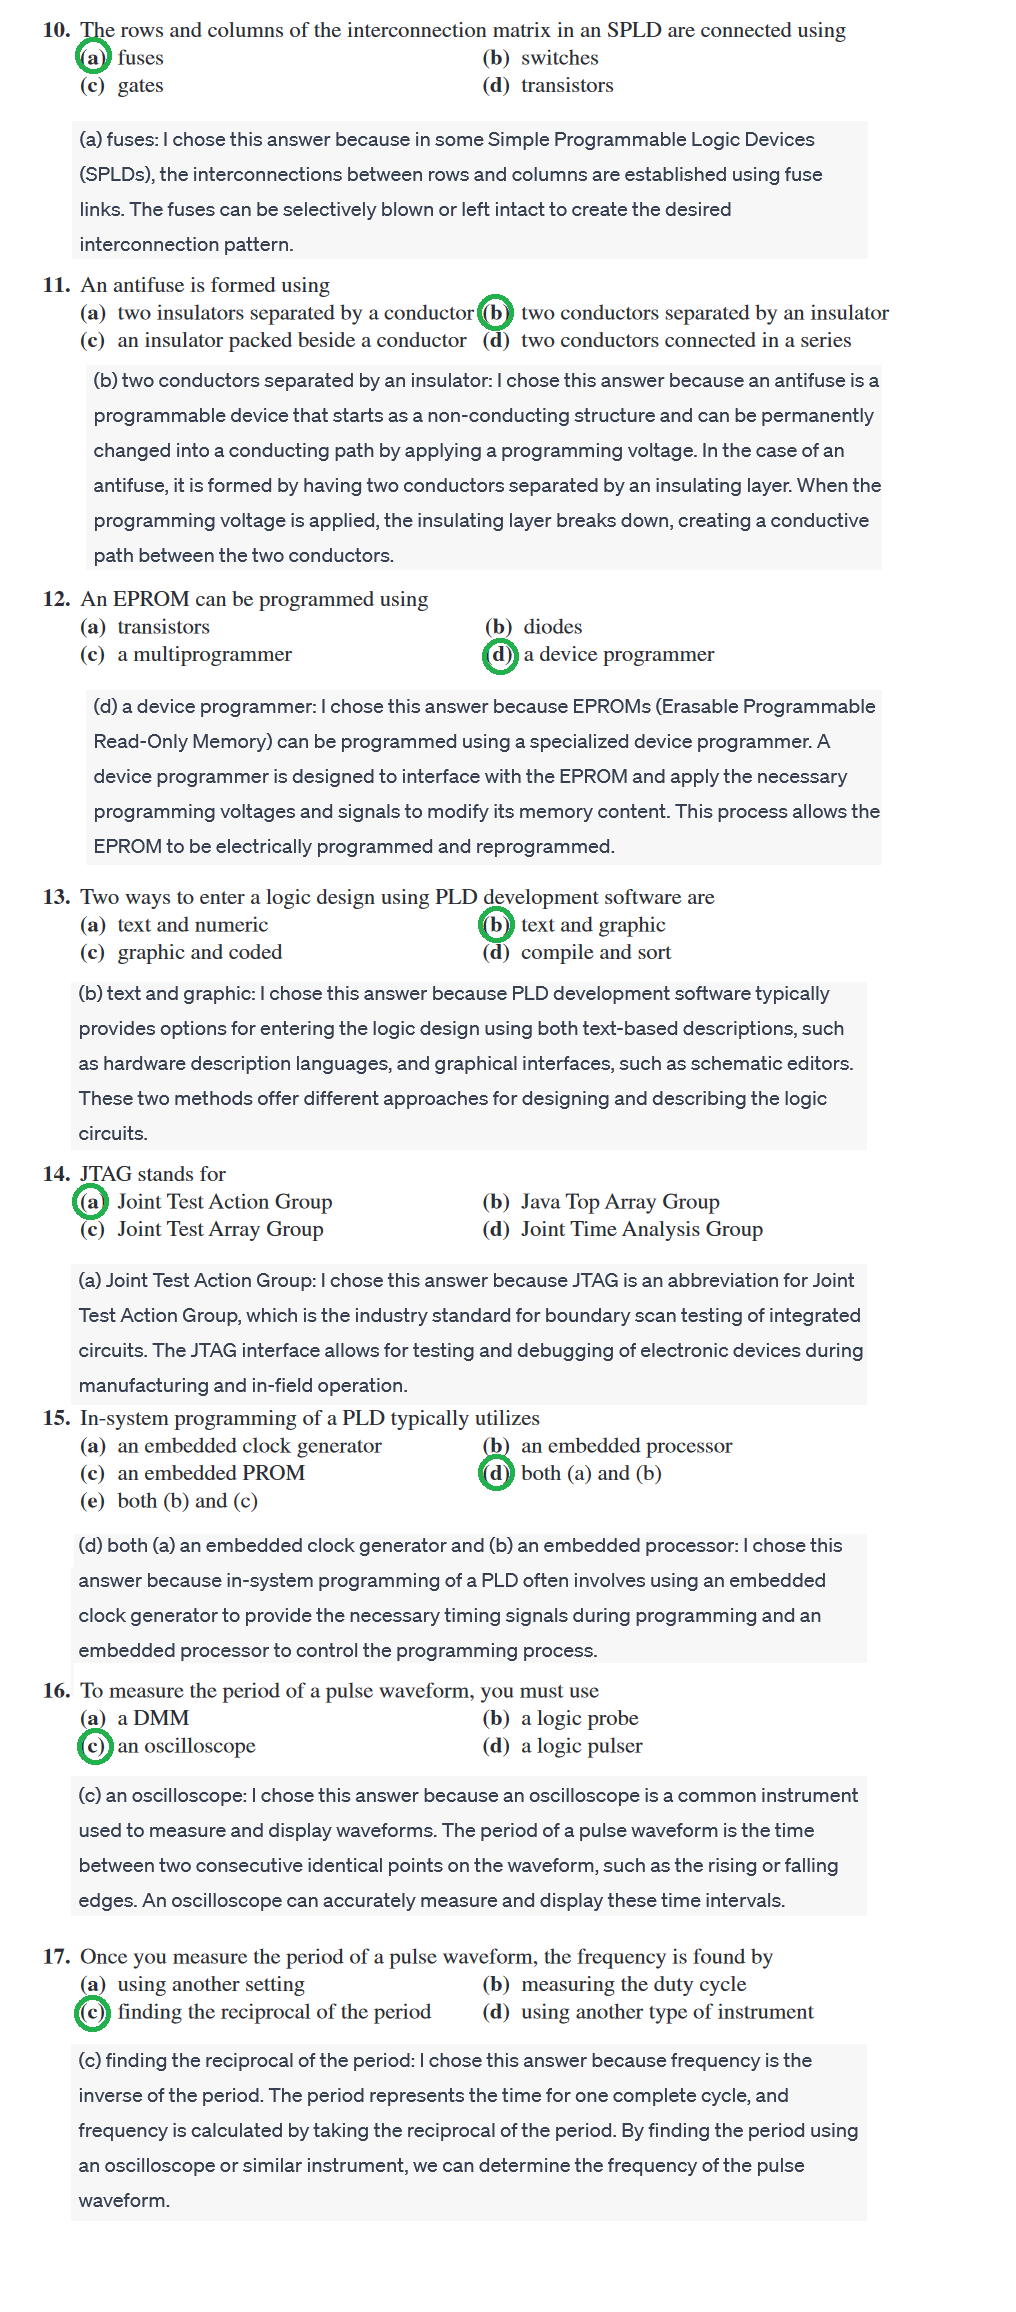 10. The rows and columns of the interconnection matrix in an SPLD are connected using
(a) fuses (b) switches
(c) gates (d) transistors
(a) fuses: I chose this answer because in some Simple Programmable Logic Devices
(SPLDs), the interconnections between rows and columns are established using fuse
links. The fuses can be selectively blown or left intact to create the desired
interconnection pattern.
11. An antifuse is formed using
(a) two insulators separated by a conductor (b) two conductors separated by an insulator
(c) an insulator packed beside a conductor (d) two conductors connected in a series
(b) two conductors separated by an insulator: I chose this answer because an antifuse is a
programmable device that starts as a non-conducting structure and can be permanently
changed into a conducting path by applying a programming voltage. In the case of an
antifuse, it is formed by having two conductors separated by an insulating layer. When the
programming voltage is applied, the insulating layer breaks down, creating a conductive
path between the two conductors.
12. An EPROM can be programmed using
(a) transistors (b) diodes
(c) a multiprogrammer (d) a device programmer
(d) a device programmer: I chose this answer because EPROMs (Erasable Programmable
Read-Only Memory) can be programmed using a specialized device programmer. A
device programmer is designed to interface with the EPROM and apply the necessary
programming voltages and signals to modify its memory content. This process allows the
EPROM to be electrically programmed and reprogrammed.
13. Two ways to enter a logic design using PLD development software are
(a) text and numeric (b) text and graphic
(c) graphic and coded (d) compile and sort
(b) text and graphic: I chose this answer because PLD development software typically
provides options for entering the logic design using both text-based descriptions, such
as hardware description languages, and graphical interfaces, such as schematic editors.
These two methods offer different approaches for designing and describing the logic
circuits.
14. JTAG stands for
(a) Joint Test Action Group (b) Java Top Array Group
(c) Joint Test Array Group (d) Joint Time Analysis Group
(a) Joint Test Action Group: I chose this answer because JTAG is an abbreviation for Joint
Test Action Group, which is the industry standard for boundary scan testing of integrated
circuits. The JTAG interface allows for testing and debugging of electronic devices during
manufacturing and in-field operation.
15. In-system programming of a PLD typically utilizes
(a) an embedded clock generator (b) an embedded processor
(c) an embedded PROM (d) both (a) and (b)
(e) both (b) and (c)
(d) both (a) an embedded clock generator and (b) an embedded processor: I chose this
answer because in-system programming of a PLD often involves using an embedded
clock generator to provide the necessary timing signals during programming and an
embedded processor to control the programming process.
16. To measure the period of a pulse waveform, you must use
(a) a DMM (b) a logic probe
(c) an oscilloscope (d) a logic pulser
(c) an oscilloscope: I chose this answer because an oscilloscope is a common instrument
used to measure and display waveforms. The period of a pulse waveform is the time
between two consecutive identical points on the waveform, such as the rising or falling
edges. An oscilloscope can accurately measure and display these time intervals.
17. Once you measure the period of a pulse waveform, the frequency is found by
(a) using another setting (b) measuring the duty cycle
(c) finding the reciprocal of the period (d) using another type of instrument
(c) finding the reciprocal of the period: I chose this answer because frequency is the
inverse of the period. The period represents the time for one complete cycle, and
frequency is calculated by taking the reciprocal of the period. By finding the period using
an oscilloscope or similar instrument, we can determine the frequency of the pulse
waveform.